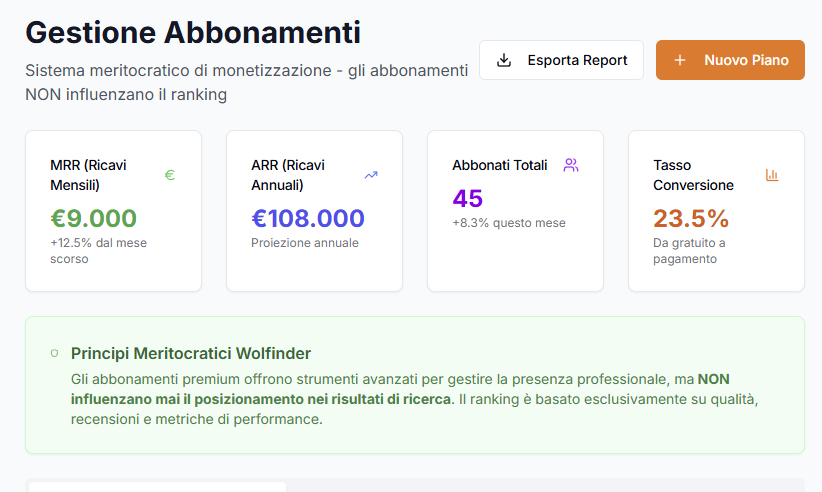 Gestione Abbonamenti
Sistema meritocratico di monetizzazione - gli abbonamenti
NON influenzano il ranking
Esporta Report
Nuovo Piano
MRR (Ricavi
Mensili)
€9.000
+12.5% dal mese
scorso
ARR (Ricavi
Annuali)
€108.000
Proiezione annuale
Abbonati Totali
45
+8.3% questo mese
Tasso
Conversione
23.5%
Da gratuito a
pagamento
Principi Meritocratici Wolfinder
Gli abbonamenti premium offrono strumenti avanzati per gestire la presenza professionale, ma NON
influenzano mai il posizionamento nei risultati di ricerca. Il ranking è basato esclusivamente su qualità,
recensioni e metriche di performance.